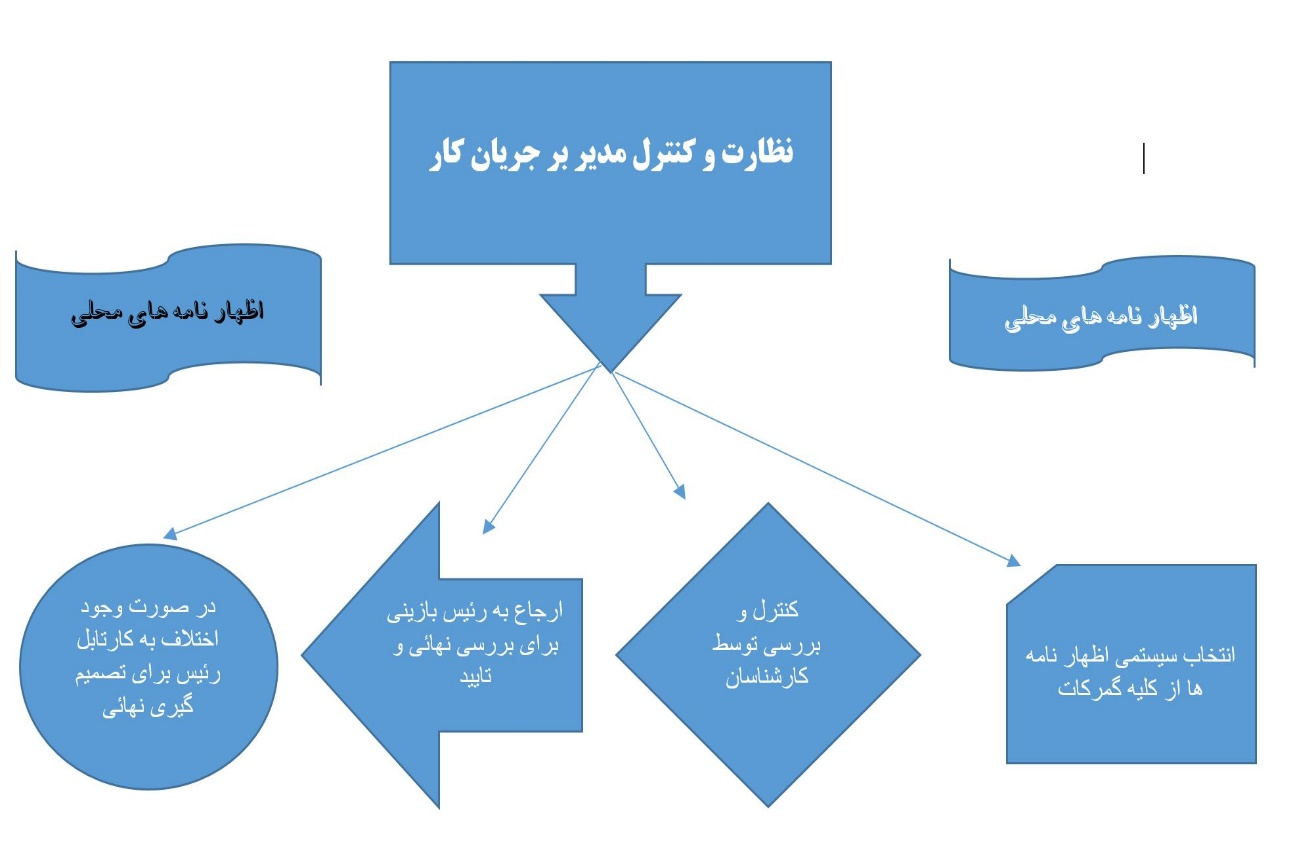 نظارت و کنترل مدیر بر جریان کار
اظهار نامه های محلی
اظهار نامه های محلی
انتخاب سیستمی اظهار نامه
ها از کلیه گمرکات
کنترل و
بررسی توسط
کارشناسان
ارجاع به رئیس بازینی
برای بررسی نهائی و
تایید
در صورت وجود
اختلاف به کارتابل
رئیس برای تصمیم
گیری نهائی